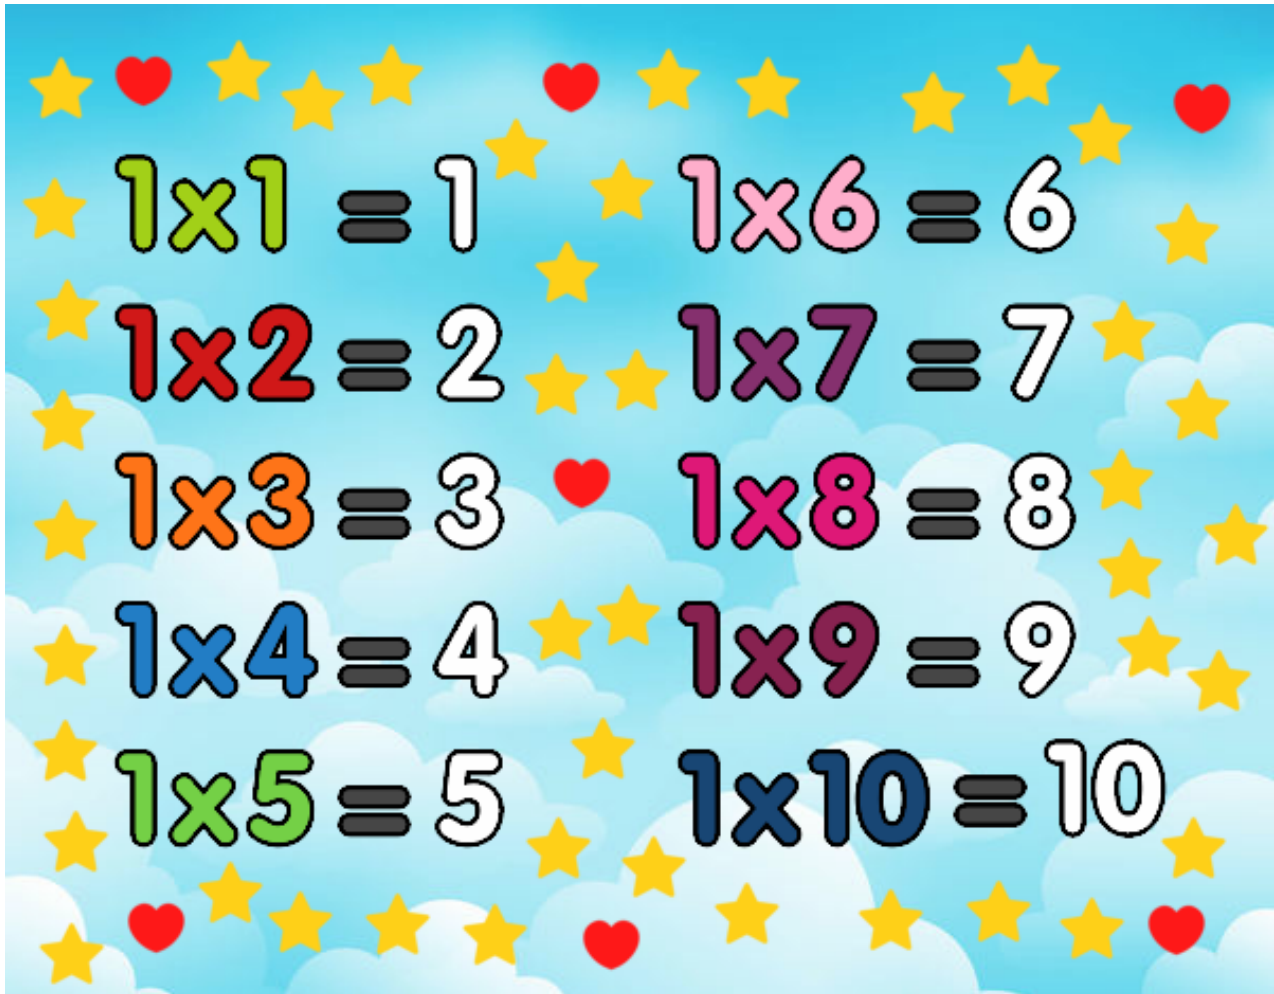 1x1 = 1
1x2 = 2
1x3 = 3
1x4 = 4
1x5 = 5
1x6 = 6
1x7 = 7
1x8 = 8
1x9 = 9
1x10 = 10